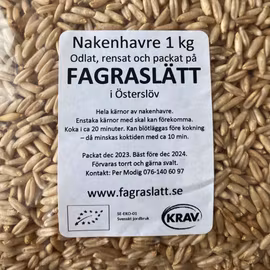 Nakenhavre 1 kg
Odlat, rensat och packat på
FAGRASLÄTT
i Österslöv
Hela kärnor av nakenhavre.
Enstaka kärnor med skal kan förekomma.
Koka i ca 20 minuter. Kan blötläggas före kokning
– då minskas koktiden med ca 10 min.
Packat dec 2023. Bäst före dec 2024.
Förvaras torrt och gärna svalt.
Kontakt: Per Modig 076-140 60 97
www.fagraslatt.se
SE-EKO-01
Svenskt jordbruk
KRAV